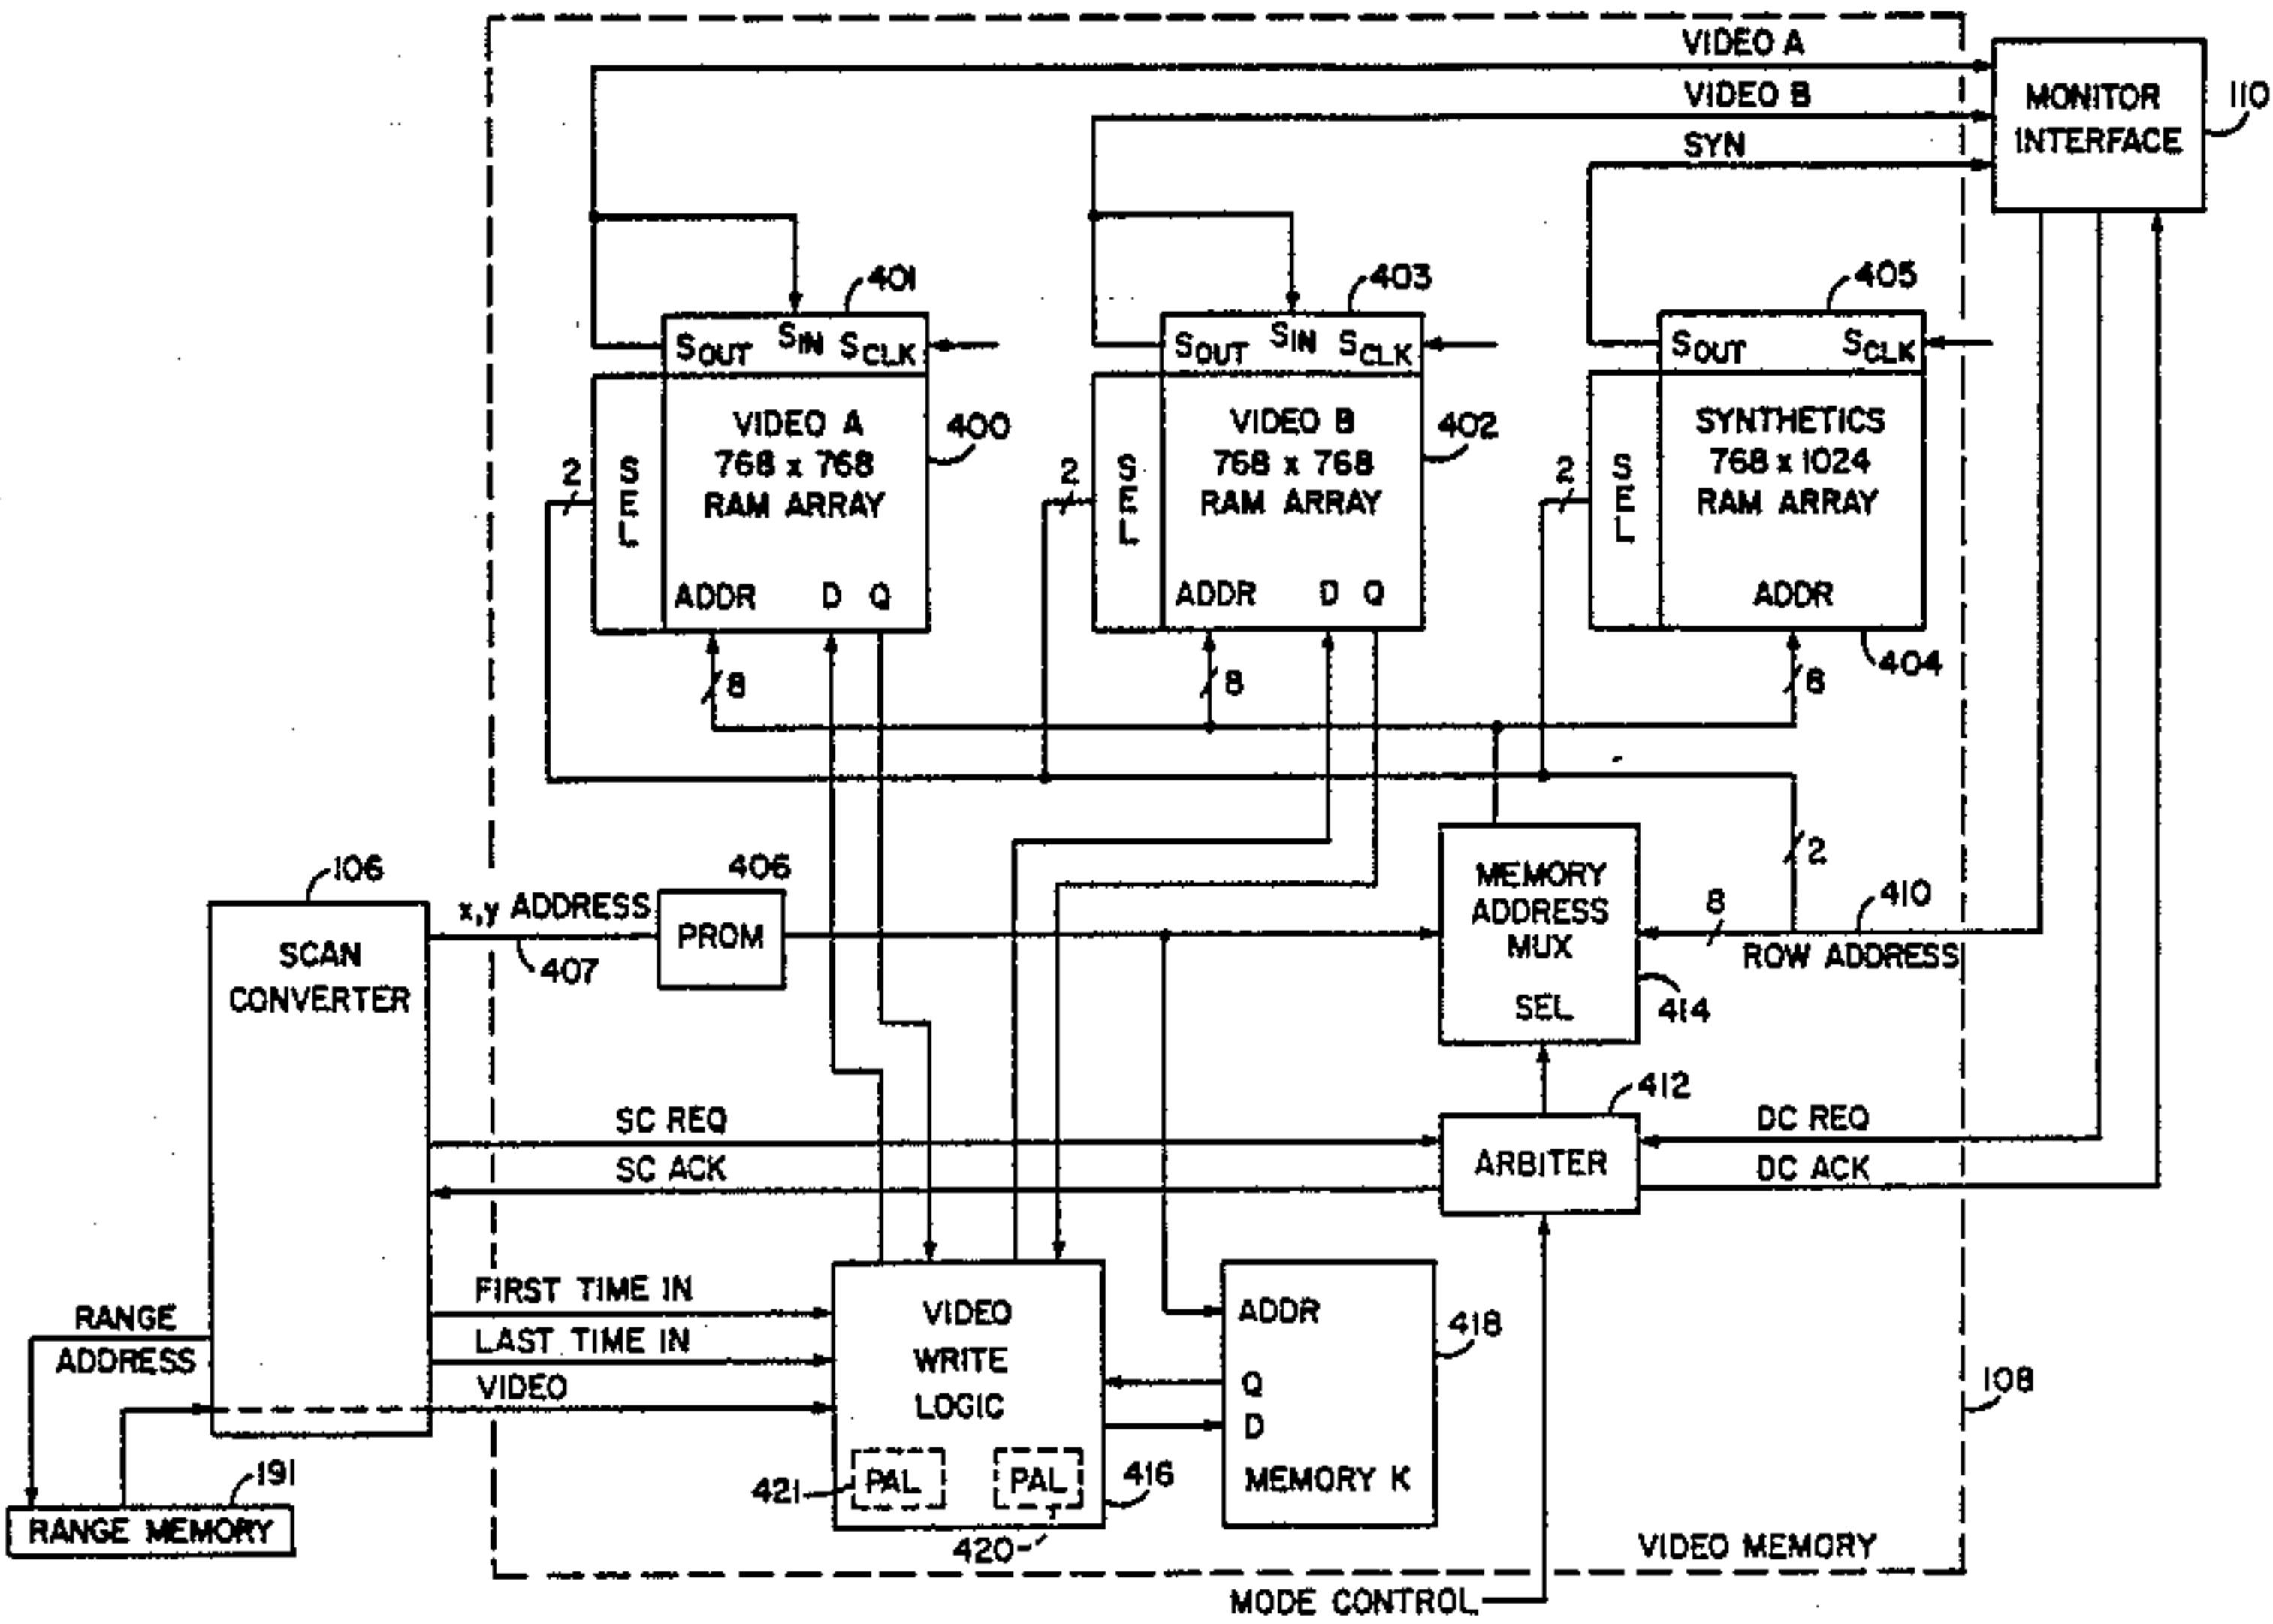 VIDEO A
VIDEO B
SYN
MONITOR
INTERFACE
110
401
403
405
SOUT SIN SCLK
SOUT SIN SCLK
SOUT SCLK
VIDEO A
768 x 768
RAM ARRAY
400
2
SEL
ADDR D Q
8
VIDEO B
768 x 768
RAM ARRAY
402
2
SEL
ADDR D Q
8
SYNTHETICS
768 x 1024
RAM ARRAY
2
SEL
ADDR
404
8
106
SCAN
CONVERTER
x,y ADDRESS
407
406
PROM
MEMORY
ADDRESS
MUX
SEL
414
2
8
410
ROW ADDRESS
412
SC REQ
SC ACK
ARBITER
DC REQ
DC ACK
FIRST TIME IN
LAST TIME IN
VIDEO
RANGE
ADDRESS
191
RANGE MEMORY
VIDEO
WRITE
LOGIC
421
PAL
PAL
416
420
ADDR
Q
D
MEMORY K
418
108
VIDEO MEMORY
MODE CONTROL